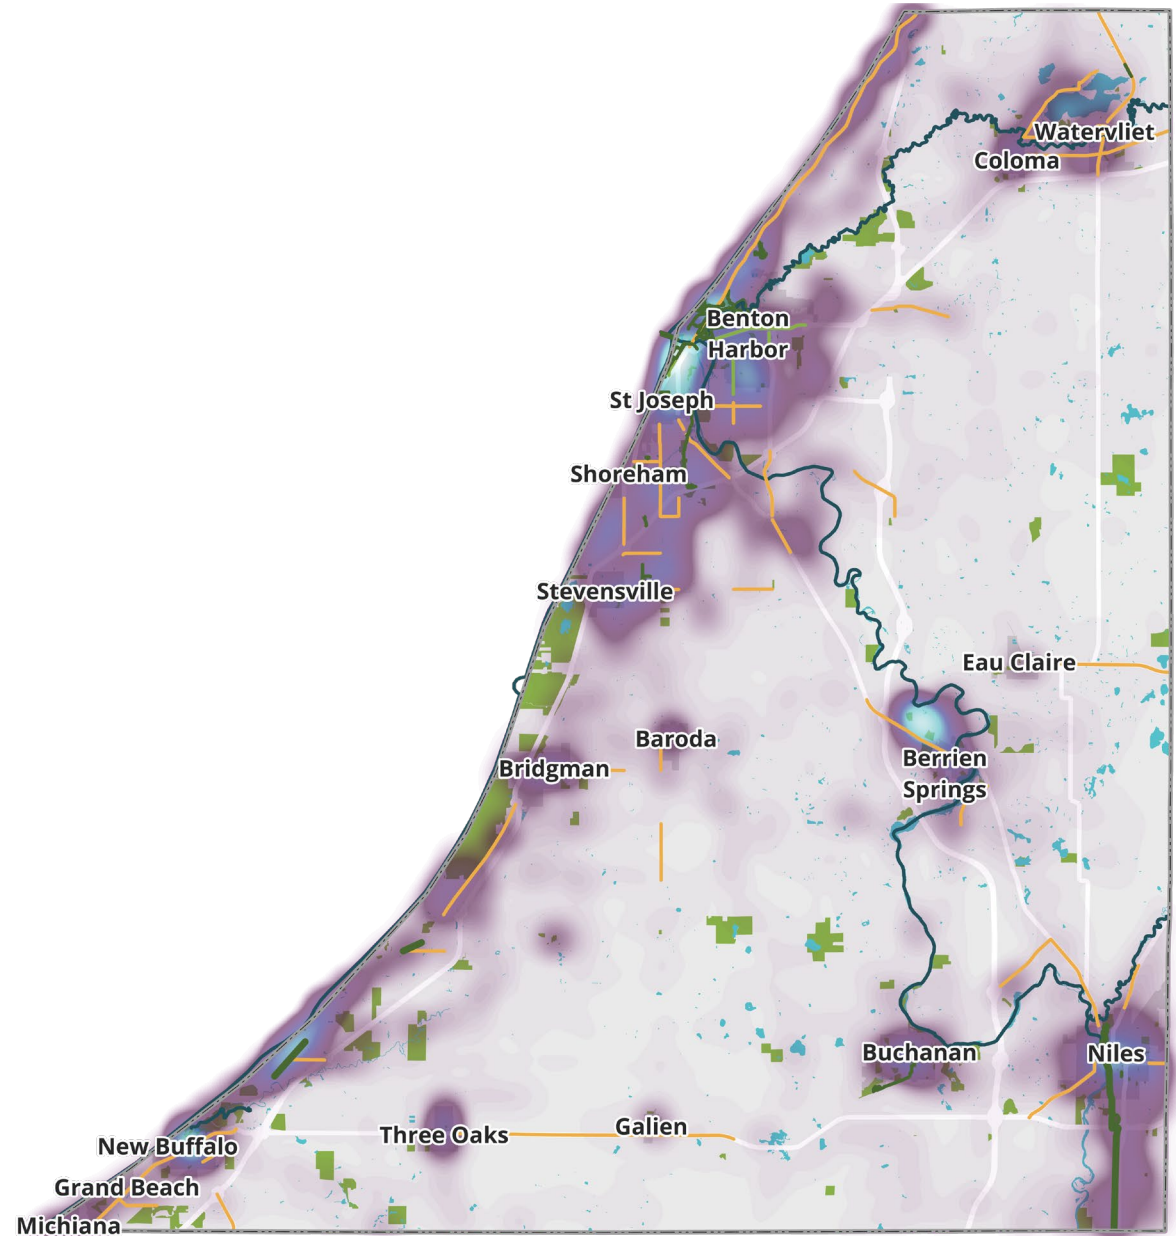 Watervliet
Coloma
Benton
Harbor
St Joseph
Shoreham
Stevensville
Eau Claire
Baroda
Berrien
Springs
Bridgman
Buchanan
Niles
Galien
Three Oaks
New Buffalo
Grand Beach
Michiana